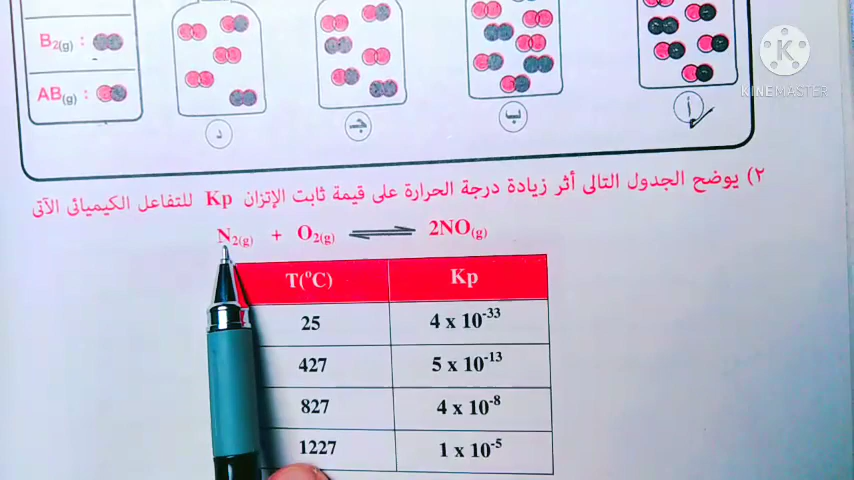 B2(g) :
AB(g) :
د
جـ
ب
أ
KINEMASTER
٢) يوضح الجدول التالى أثر زيادة درجة الحرارة على قيمة ثابت الإتزان Kp للتفاعل الكيميائى الآتى
N2(g) + O2(g) ⇌ 2NO(g)
T(°C) Kp
25 4 x 10⁻³³
427 5 x 10⁻¹³
827 4 x 10⁻⁸
1227 1 x 10⁻⁵